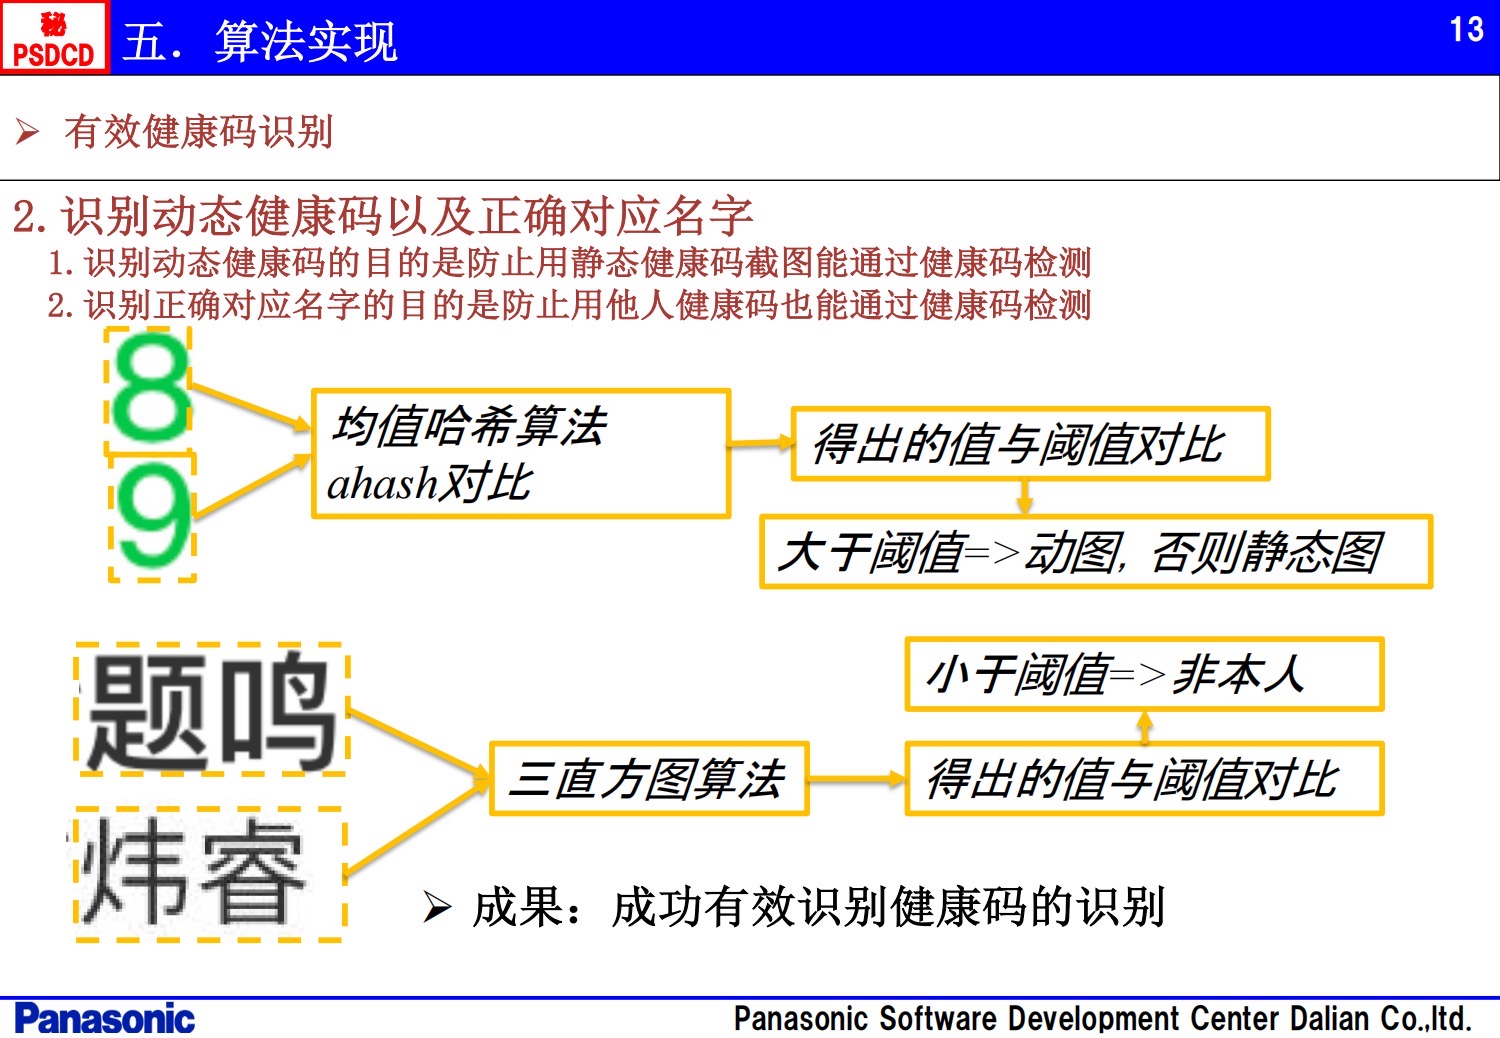 秘
PSDCD
五．算法实现
13
有效健康码识别
2.识别动态健康码以及正确对应名字
1.识别动态健康码的目的是防止用静态健康码截图能通过健康码检测
2.识别正确对应名字的目的是防止用他人健康码也能通过健康码检测
8
9
均值哈希算法
ahash对比
得出的值与阈值对比
大于阈值=>动图，否则静态图
题鸣
炜睿
三直方图算法
小于阈值=>非本人
得出的值与阈值对比
成果：成功有效识别健康码的识别
Panasonic
Panasonic Software Development Center Dalian Co.,ltd.